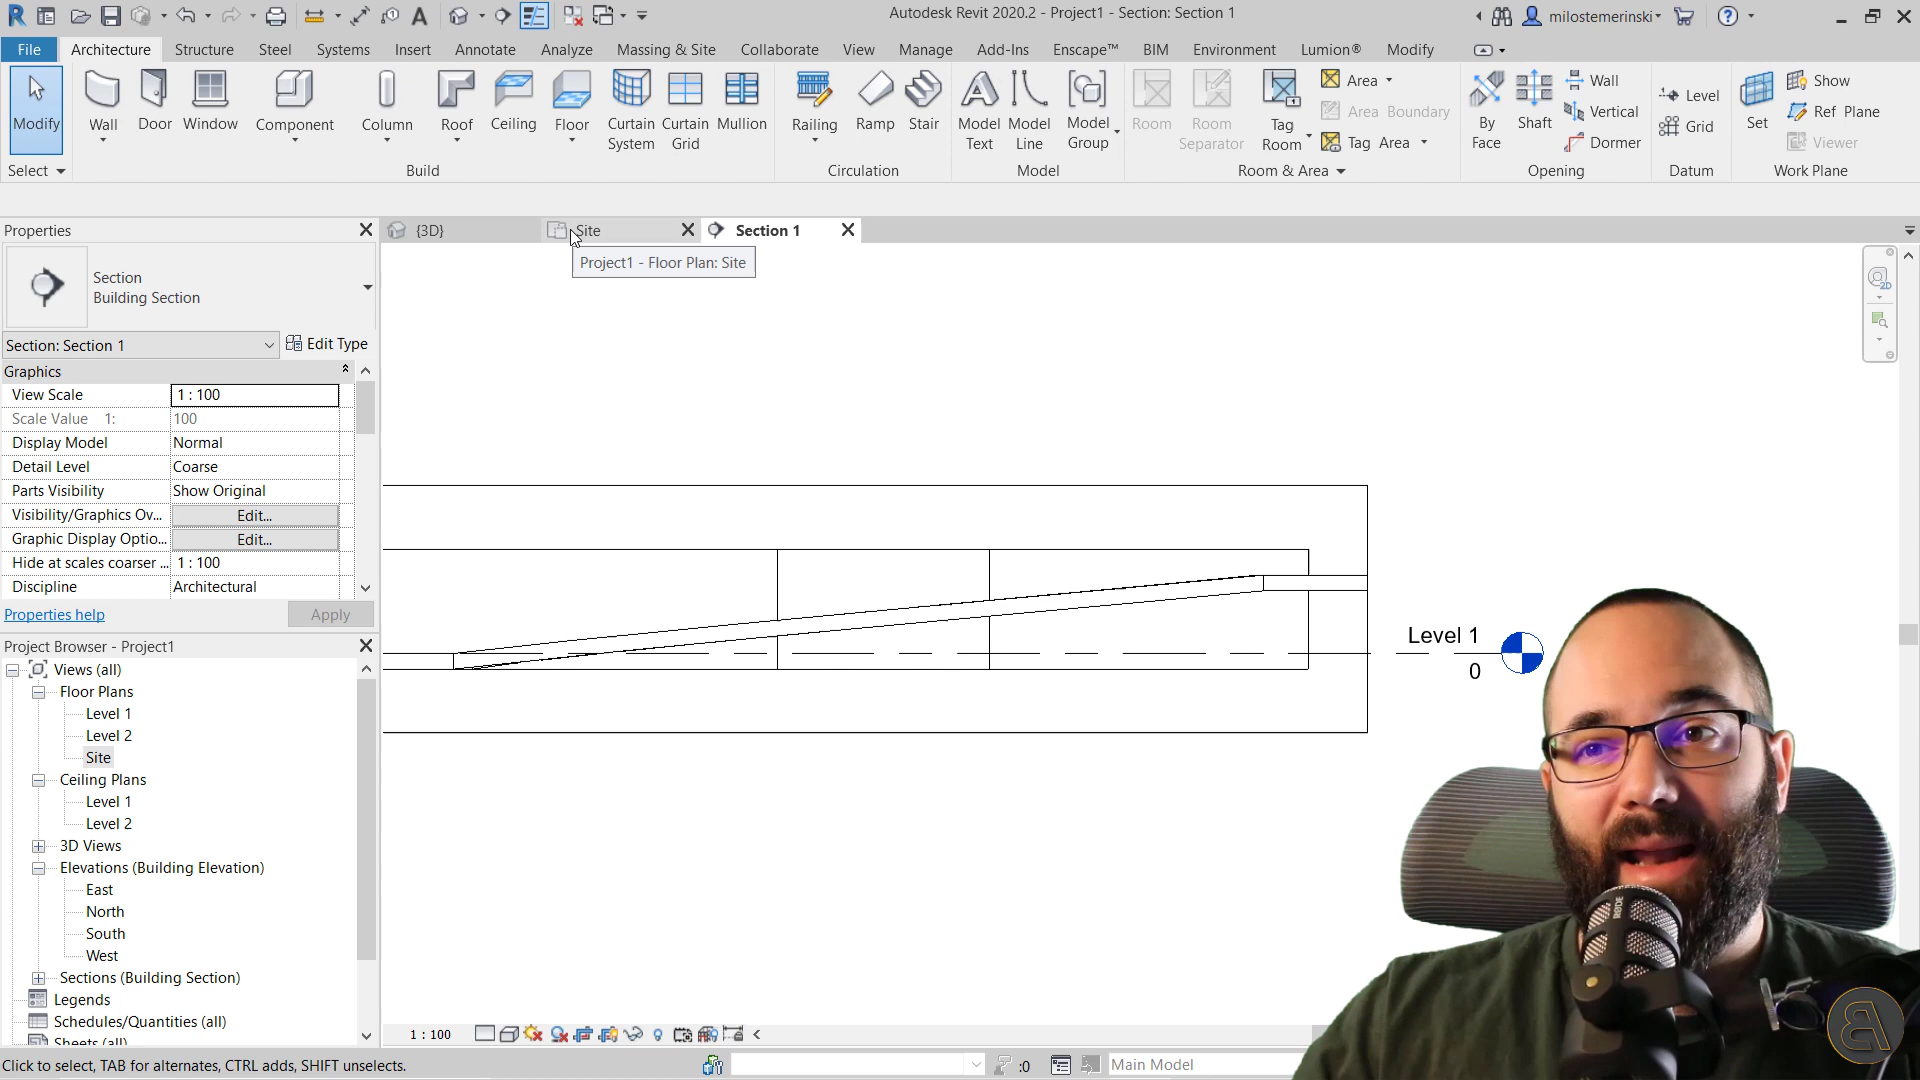 Autodesk Revit 2020.2 - Project1 - Section: Section 1
milostemerinski
File Architecture Structure Steel Systems Insert Annotate Analyze Massing & Site Collaborate View Manage Add-Ins Enscape™ BIM Environment Lumion® Modify
Modify Wall Door Window Component Column Roof Ceiling Floor Curtain System Curtain Grid Mullion Railing Ramp Stair Model Text Model Line Model Group Room Room Separator Tag Room
Area
Area Boundary
Tag Area
By Face Shaft
Wall
Vertical
Dormer
Level
Grid
Set
Show
Ref Plane
Viewer
Select Build Circulation Model Room & Area Opening Datum Work Plane
Properties
{3D} Site Section 1
Project1 - Floor Plan: Site
Section
Building Section
Section: Section 1 Edit Type
Graphics
View Scale 1 : 100
Scale Value 1: 100
Display Model Normal
Detail Level Coarse
Parts Visibility Show Original
Visibility/Graphics Ov... Edit...
Graphic Display Optio... Edit...
Hide at scales coarser ... 1 : 100
Discipline Architectural
Properties help Apply
Project Browser - Project1
Views (all)
Floor Plans
Level 1
Level 2
Site
Ceiling Plans
Level 1
Level 2
3D Views
Elevations (Building Elevation)
East
North
South
West
Sections (Building Section)
Legends
Schedules/Quantities (all)
Sheets (all)
Level 1
0
RØDE
1 : 100
Click to select, TAB for alternates, CTRL adds, SHIFT unselects.
:0
Main Model